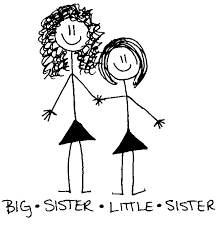 BIG • SISTER • LITTLE • SISTER